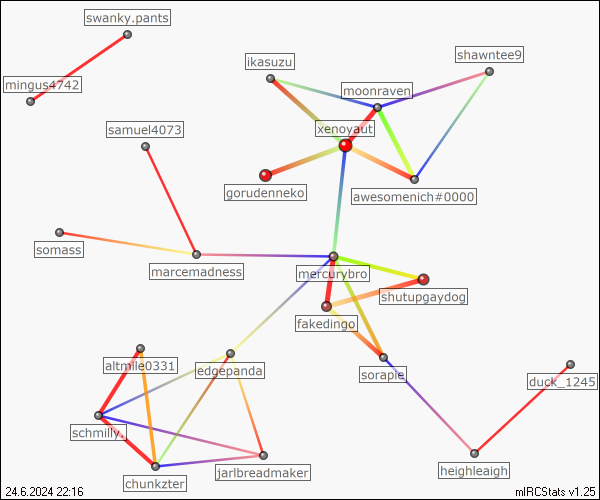 swanky.pants
mingus4742
ikasuzu
shawntee9
moonraven
samuel4073
xenoyaut
gorudenneko
awesomenich#0000
somass
marcemadness
mercurybro
shutupgaydog
fakedingo
altmile0331
edgepanda
sorapie
duck_1245
schmilly.
chunkzter
jarlbreadmaker
heighleaigh
24.6.2024 22:16
mIRCStats v1.25